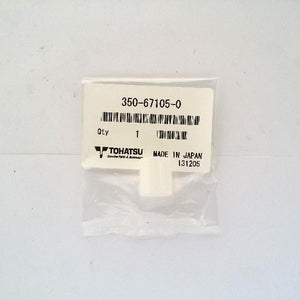 350-67105-0
Qty 1
TOHATSU MADE IN JAPAN
131205